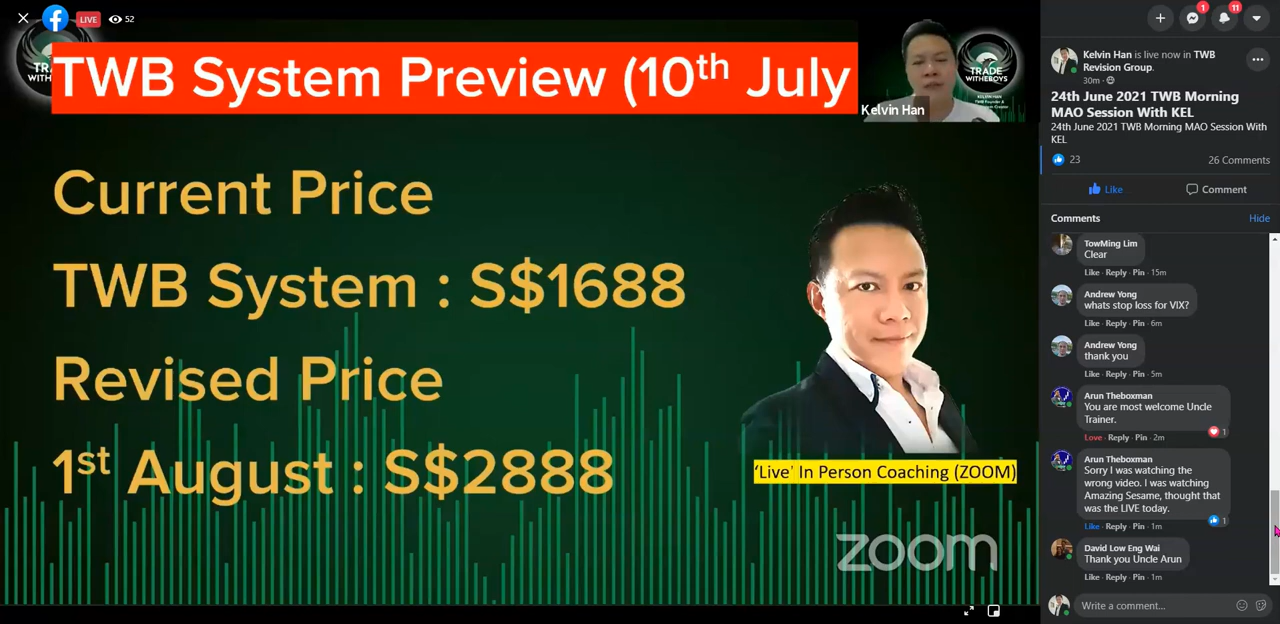 LIVE
52
TRADE
WITH
TWB System Preview (10th July
TRADE
WITHEBOYS
KELVIN HAN
Kelvin Han
Current Price
TWB System : S$1688
Revised Price
1st August : S$2888
'Live' In Person Coaching (ZOOM)
zoom
1
11
Kelvin Han is live now in TWB
Revision Group.
30m ·
24th June 2021 TWB Morning
MAO Session With KEL
24th June 2021 TWB Morning MAO Session With
KEL
23
26 Comments
Like
Comment
Comments
Hide
TowMing Lim
Clear
Like · Reply · Pin · 15m
Andrew Yong
whats stop loss for VIX?
Like · Reply · Pin · 6m
Andrew Yong
thank you
Like · Reply · Pin · 5m
Arun Theboxman
You are most welcome Uncle
Trainer.
1
Love · Reply · Pin · 2m
Arun Theboxman
Sorry I was watching the
wrong video. I was watching
Amazing Sesame, thought that
was the LIVE today.
1
Like · Reply · Pin · 1m
David Low Eng Wai
Thank you Uncle Arun
Like · Reply · Pin · 1m
Write a comment...